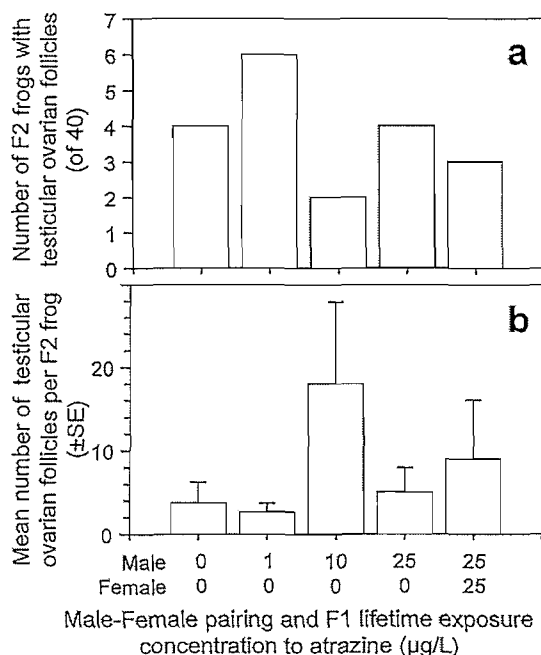 Number of F2 frogs with
testicular ovarian follicles
(of 40)
7
6
5
4
3
2
1
0
a
Mean number of testicular
ovarian follicles per F2 frog
(±SE)
20
10
0
b
Male 0 1 10 25 25
Female 0 0 0 0 25
Male-Female pairing and F1 lifetime exposure
concentration to atrazine (µg/L)